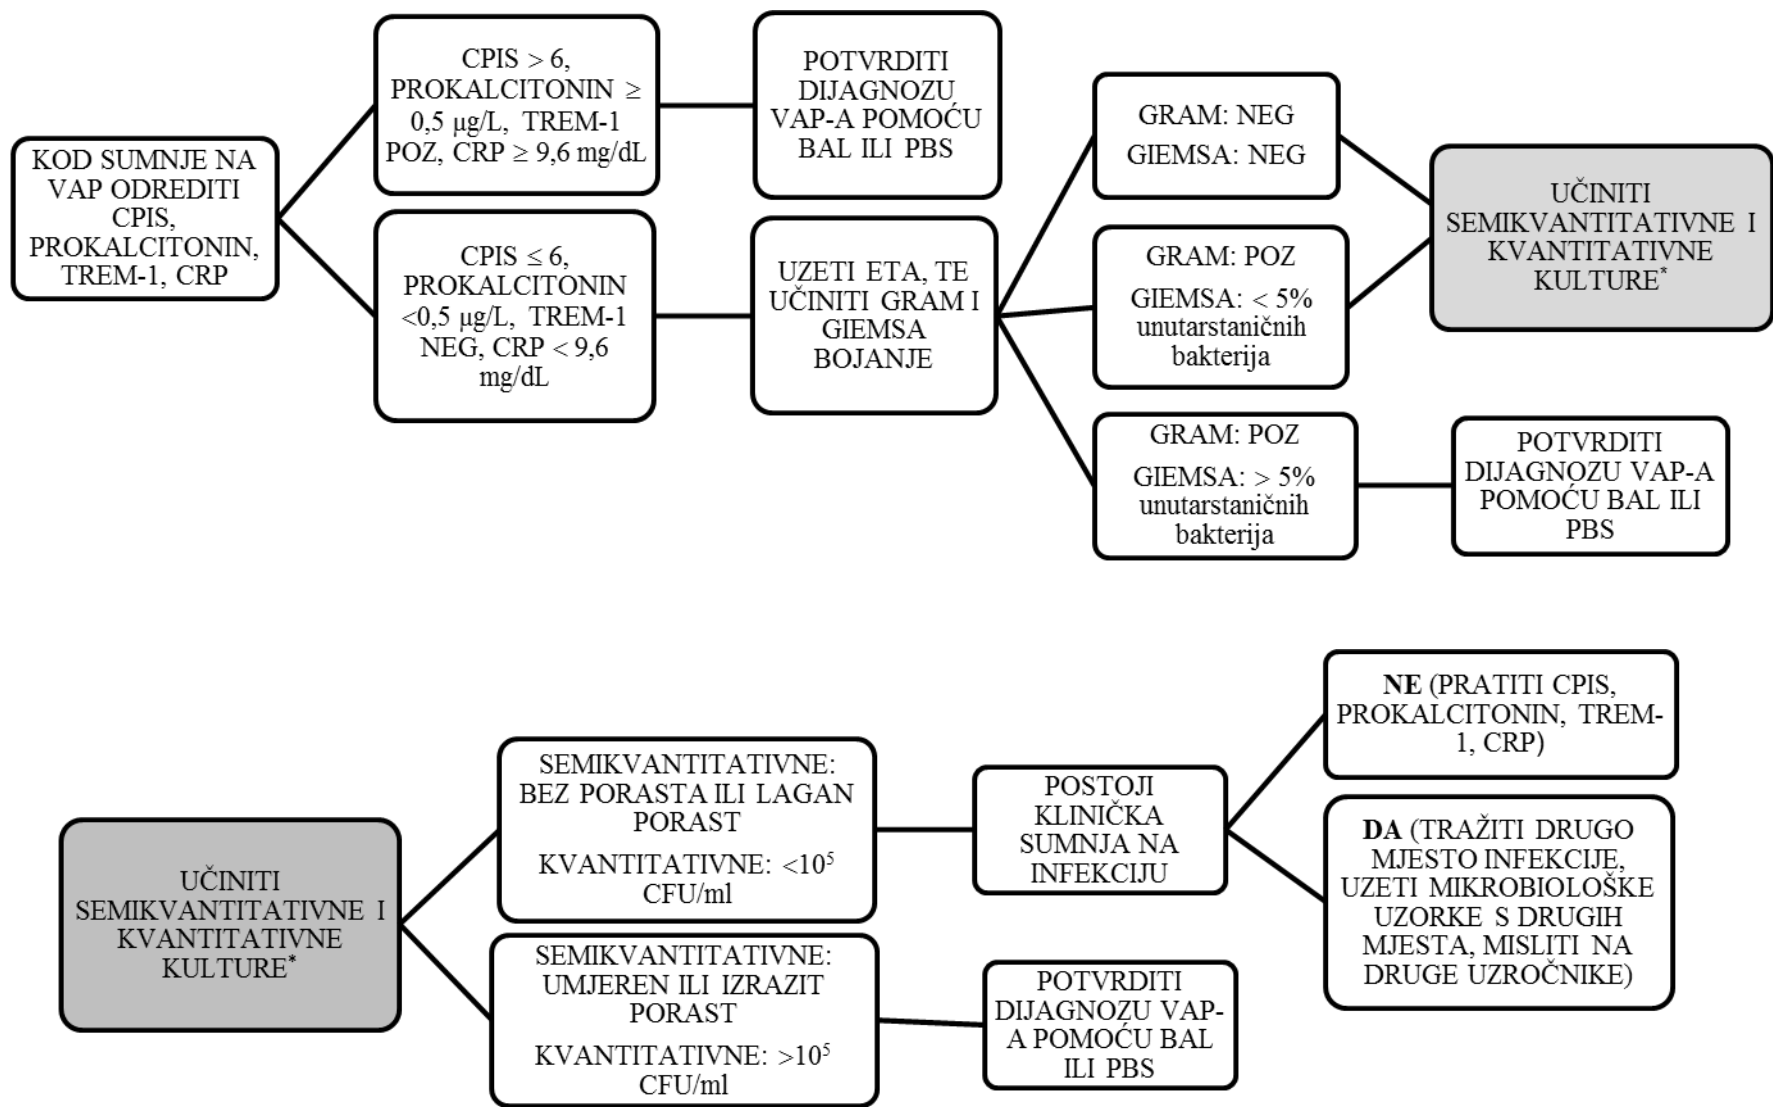 KOD SUMNJE NA
VAP ODREDITI
CPIS,
PROKALCITONIN,
TREM-1, CRP
CPIS > 6,
PROKALCITONIN ≥
0,5 μg/L, TREM-1
POZ, CRP ≥ 9,6 mg/dL
POTVRDITI
DIJAGNOZU
VAP-A POMOĆU
BAL ILI PBS
CPIS ≤ 6,
PROKALCITONIN
<0,5 μg/L, TREM-1
NEG, CRP < 9,6
mg/dL
UZETI ETA, TE
UČINITI GRAM I
GIEMSA
BOJANJE
GRAM: NEG
GIEMSA: NEG
GRAM: POZ
GIEMSA: < 5%
unutarstaničnih
bakterija
GRAM: POZ
GIEMSA: > 5%
unutarstaničnih
bakterija
UČINITI
SEMIKVANTITATIVNE I
KVANTITATIVNE
KULTURE*
POTVRDITI
DIJAGNOZU VAP-A
POMOĆU BAL ILI
PBS
UČINITI
SEMIKVANTITATIVNE I
KVANTITATIVNE
KULTURE*
SEMIKVANTITATIVNE:
BEZ PORASTA ILI LAGAN
PORAST
KVANTITATIVNE: <10⁵
CFU/ml
POSTOJI
KLINIČKA
SUMNJA NA
INFEKCIJU
NE (PRATITI CPIS,
PROKALCITONIN, TREM-
1, CRP)
DA (TRAŽITI DRUGO
MJESTO INFEKCIJE,
UZETI MIKROBIOLOŠKE
UZORKE S DRUGIH
MJESTA, MISLITI NA
DRUGE UZROČNIKE)
SEMIKVANTITATIVNE:
UMJEREN ILI IZRAZIT
PORAST
KVANTITATIVNE: >10⁵
CFU/ml
POTVRDITI
DIJAGNOZU VAP-
A POMOĆU BAL
ILI PBS